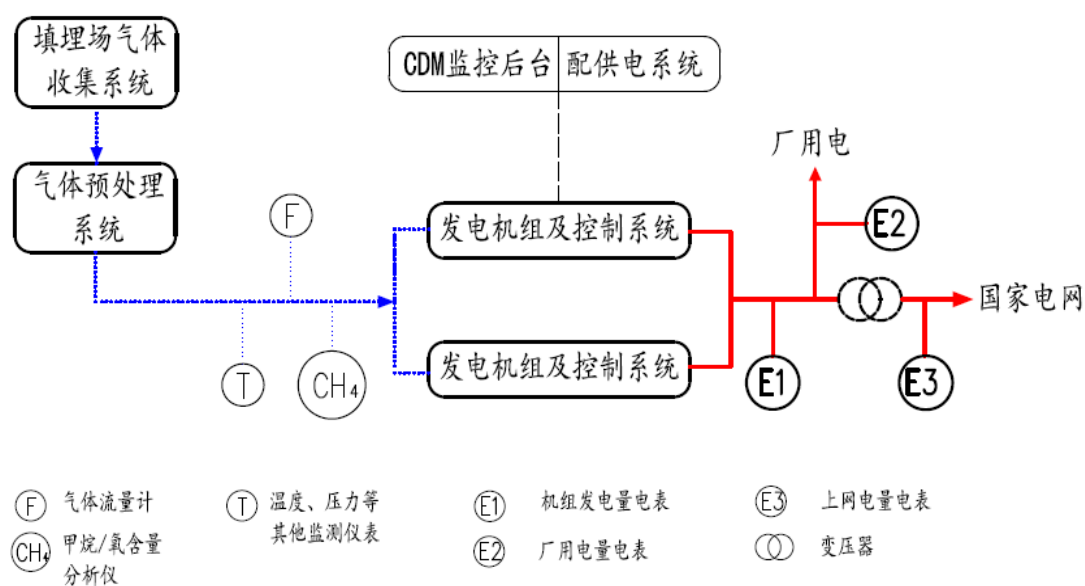 填埋场气体
收集系统
CDM监控后台
配供电系统
厂用电
气体预处理
系统
F
发电机组及控制系统
E2
国家电网
T
CH₄
发电机组及控制系统
E1
E3
F 气体流量计
T 温度、压力等
其他监测仪表
E1 机组发电量电表
E3 上网电量电表
CH₄ 甲烷/氧含量
分析仪
E2 厂用电量电表
变压器